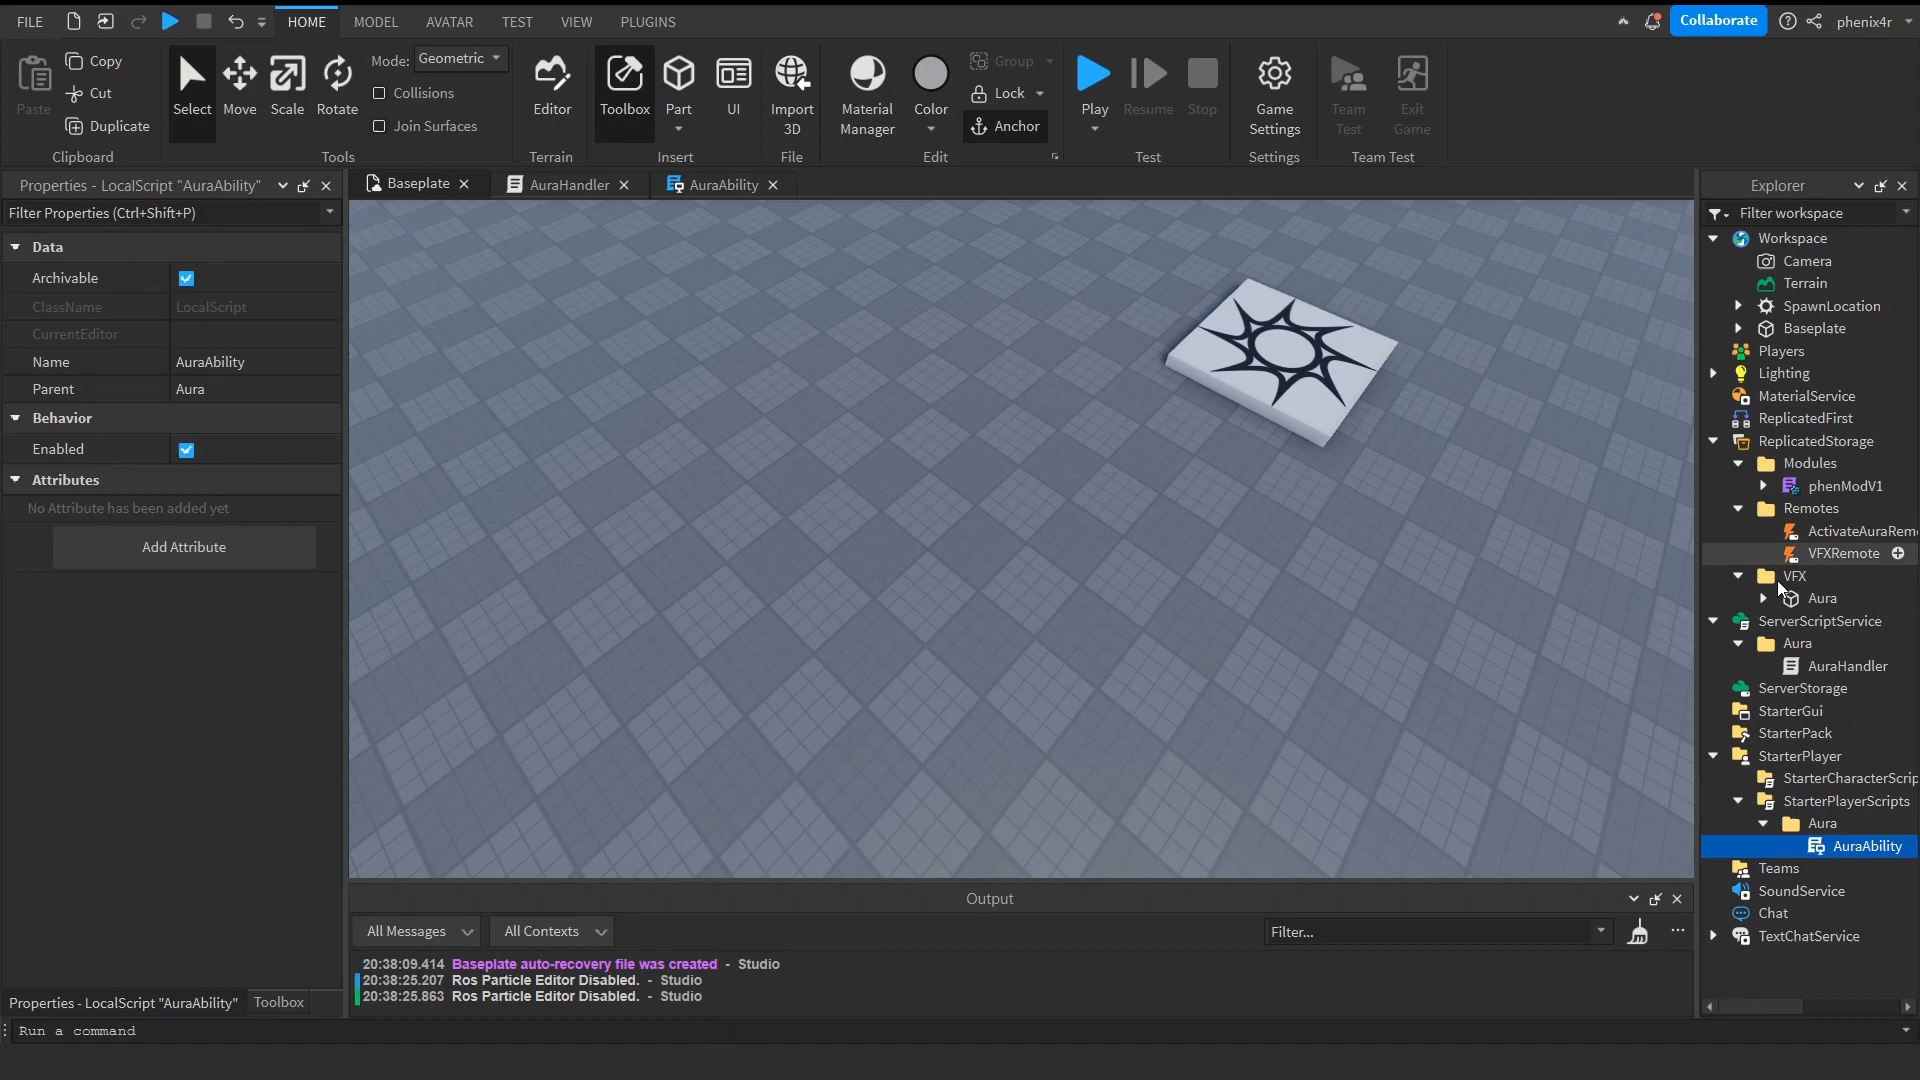 FILE
HOME
MODEL
AVATAR
TEST
VIEW
PLUGINS
Collaborate
phenix4r
Paste
Copy
Cut
Duplicate
Clipboard
Select
Move
Scale
Rotate
Mode: Geometric
Collisions
Join Surfaces
Tools
Editor
Terrain
Toolbox
Part
UI
Insert
Import
3D
File
Material
Manager
Color
Group
Lock
Anchor
Edit
Play
Resume
Stop
Test
Game
Settings
Settings
Team
Test
Exit
Game
Team Test
Properties - LocalScript "AuraAbility"
Filter Properties (Ctrl+Shift+P)
Data
Archivable
ClassName LocalScript
CurrentEditor
Name AuraAbility
Parent Aura
Behavior
Enabled
Attributes
No Attribute has been added yet
Add Attribute
Properties - LocalScript "AuraAbility"
Toolbox
Run a command
Baseplate
AuraHandler
AuraAbility
Output
All Messages
All Contexts
Filter...
20:38:09.414 Baseplate auto-recovery file was created - Studio
20:38:25.207 Ros Particle Editor Disabled. - Studio
20:38:25.863 Ros Particle Editor Disabled. - Studio
Explorer
Filter workspace
Workspace
Camera
Terrain
SpawnLocation
Baseplate
Players
Lighting
MaterialService
ReplicatedFirst
ReplicatedStorage
Modules
phenModV1
Remotes
ActivateAuraRem
VFXRemote
VFX
Aura
ServerScriptService
Aura
AuraHandler
ServerStorage
StarterGui
StarterPack
StarterPlayer
StarterCharacterScrip
StarterPlayerScripts
Aura
AuraAbility
Teams
SoundService
Chat
TextChatService